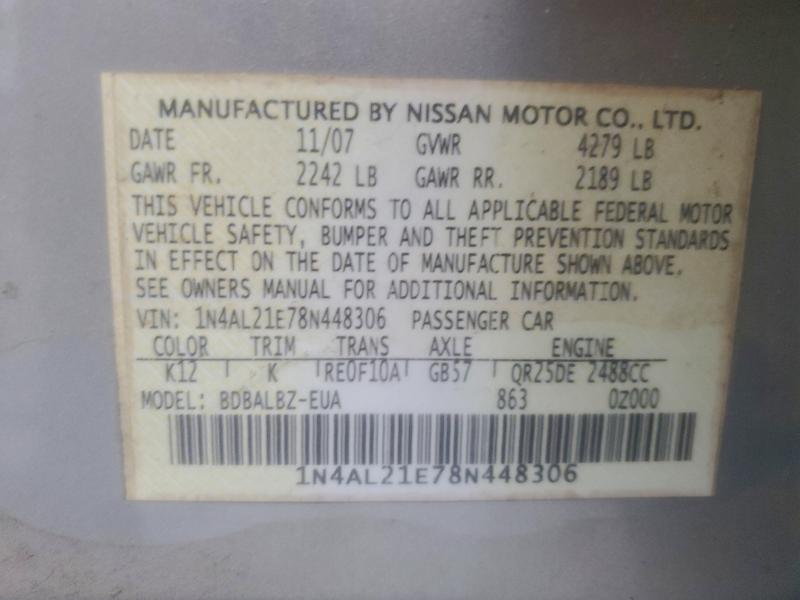 MANUFACTURED BY NISSAN MOTOR CO., LTD.
DATE 11/07 GVWR 4279 LB
GAWR FR. 2242 LB GAWR RR. 2189 LB
THIS VEHICLE CONFORMS TO ALL APPLICABLE FEDERAL MOTOR
VEHICLE SAFETY, BUMPER AND THEFT PREVENTION STANDARDS
IN EFFECT ON THE DATE OF MANUFACTURE SHOWN ABOVE.
SEE OWNERS MANUAL FOR ADDITIONAL INFORMATION.
VIN: 1N4AL21E78N448306 PASSENGER CAR
COLOR TRIM TRANS AXLE ENGINE
K12 K RE0F10A GB57 QR25DE 2488CC
MODEL: BDBALBZ-EUA 863 0Z000
1N4AL21E78N448306